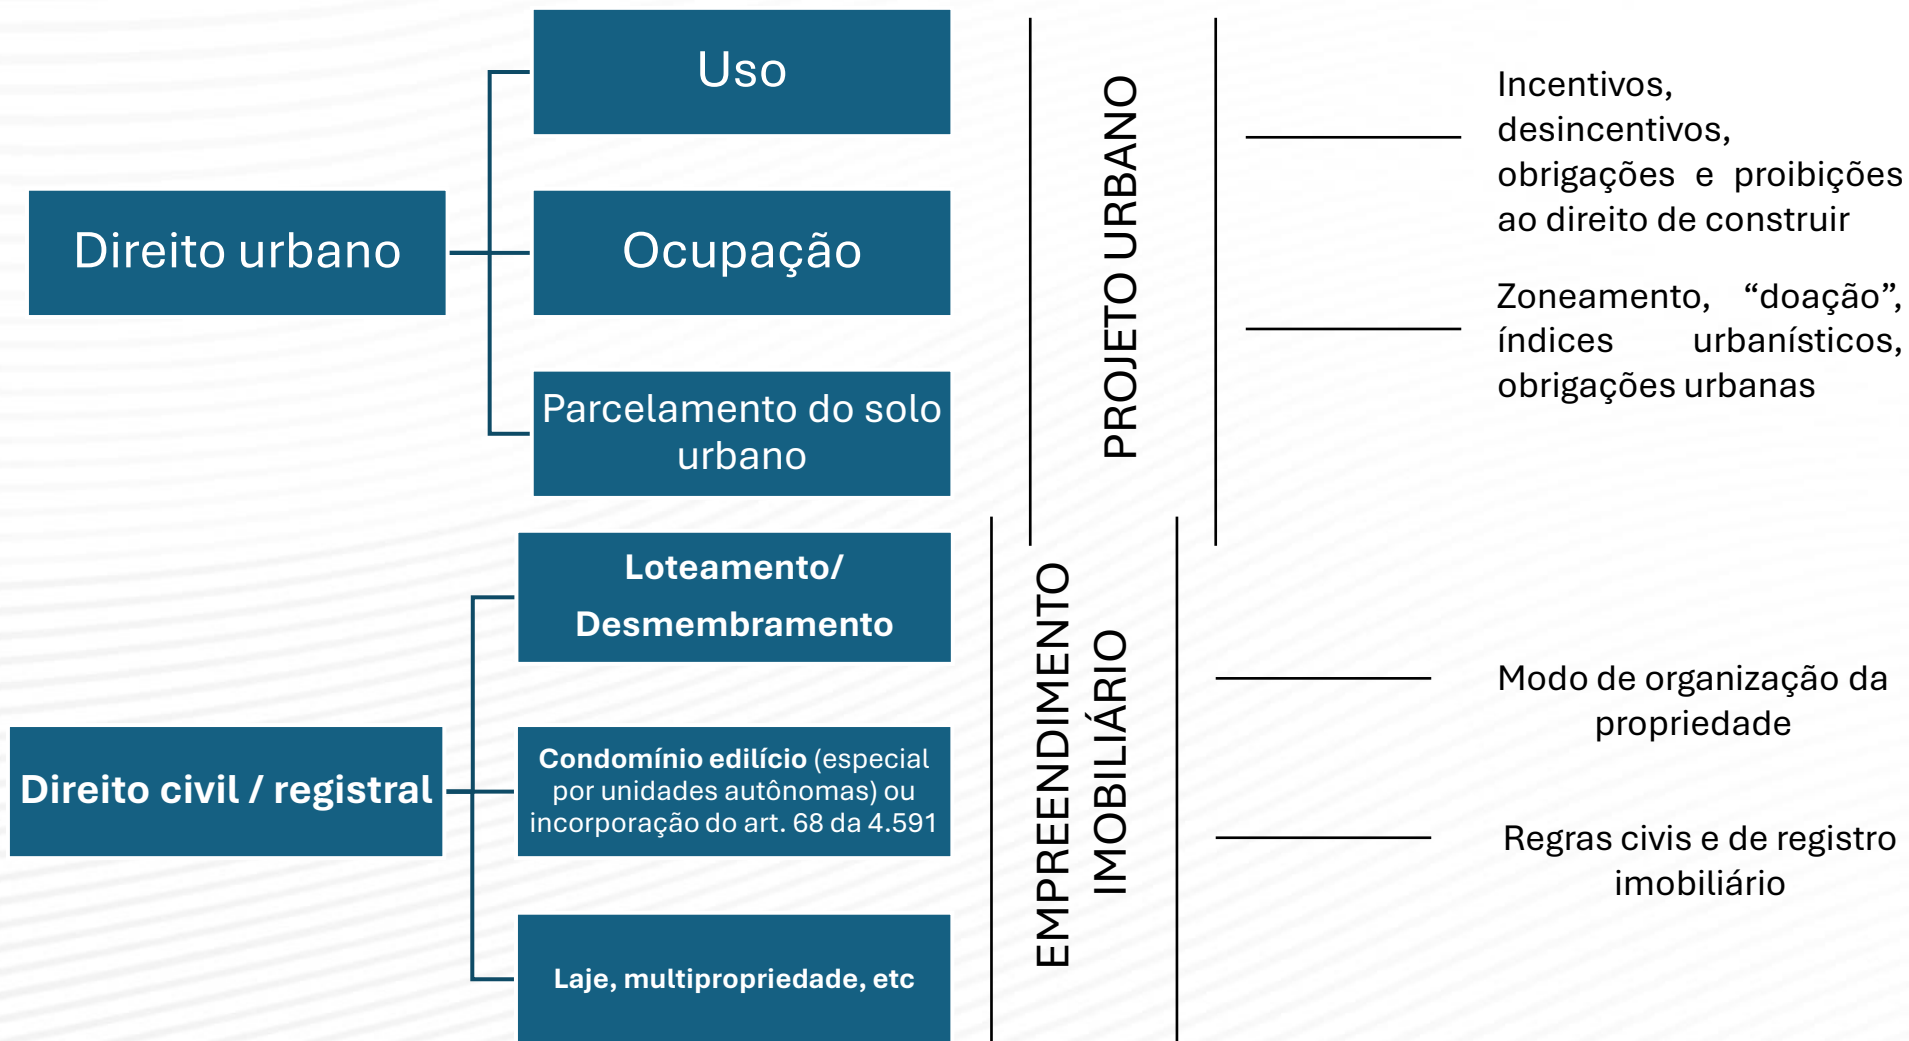 Uso
Direito urbano
Ocupação
Parcelamento do solo
urbano
PROJETO URBANO
Incentivos,
desincentivos,
obrigações e proibições
ao direito de construir
Zoneamento, “doação”,
índices urbanísticos,
obrigações urbanas
Loteamento/
Desmembramento
Direito civil / registral
Condomínio edilício (especial
por unidades autônomas) ou
incorporação do art. 68 da 4.591
Laje, multipropriedade, etc
EMPREENDIMENTO
IMOBILIÁRIO
Modo de organização da
propriedade
Regras civis e de registro
imobiliário